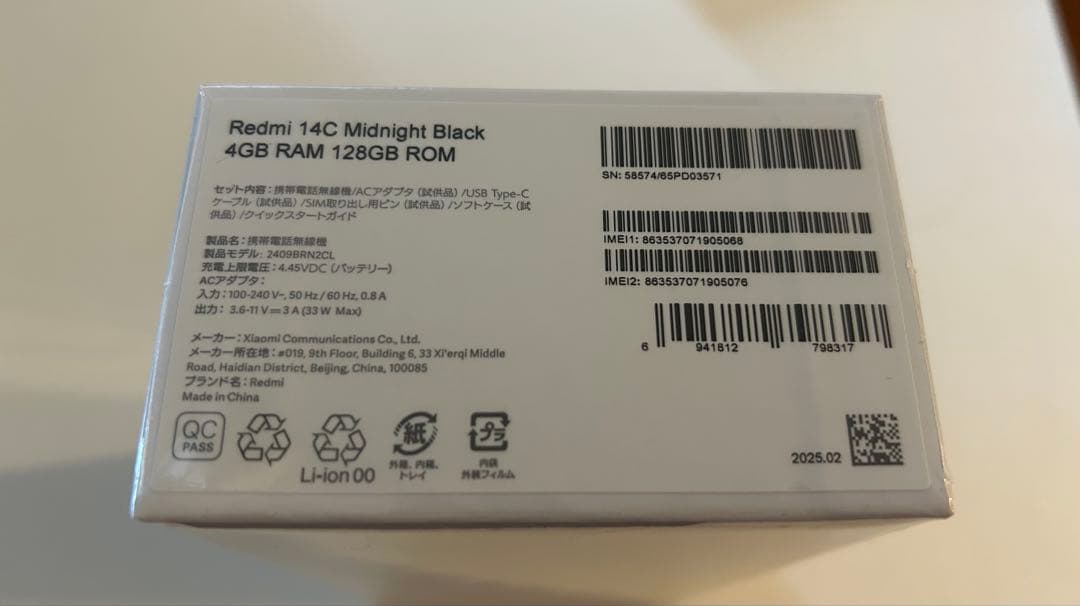 Redmi 14C Midnight Black
4GB RAM 128GB ROM
セット内容：携帯電話無線機/ACアダプタ（試供品）/USB Type-C
ケーブル（試供品）/SIM取り出し用ピン（試供品）/ソフトケース（試
供品）/クイックスタートガイド
製品名：携帯電話無線機
製品モデル: 2409BRN2CL
充電上限電圧：4.45VDC（バッテリー）
ACアダプタ：
入力：100-240 V~, 50 Hz / 60 Hz, 0.8 A
出力： 3.6-11 V⎓3 A (33 W Max)
メーカー：Xiaomi Communications Co., Ltd.
メーカー所在地：#019, 9th Floor, Building 6, 33 Xi'erqi Middle
Road, Haidian District, Beijing, China, 100085
ブランド名：Redmi
Made in China
QC
PASS
Li-ion 00
紙
外箱、内箱、
トレイ
プラ
内袋
外装フィルム
SN: 58574/65PD03571
IMEI1: 863537071905068
IMEI2: 863537071905076
6 941812 798317
2025.02